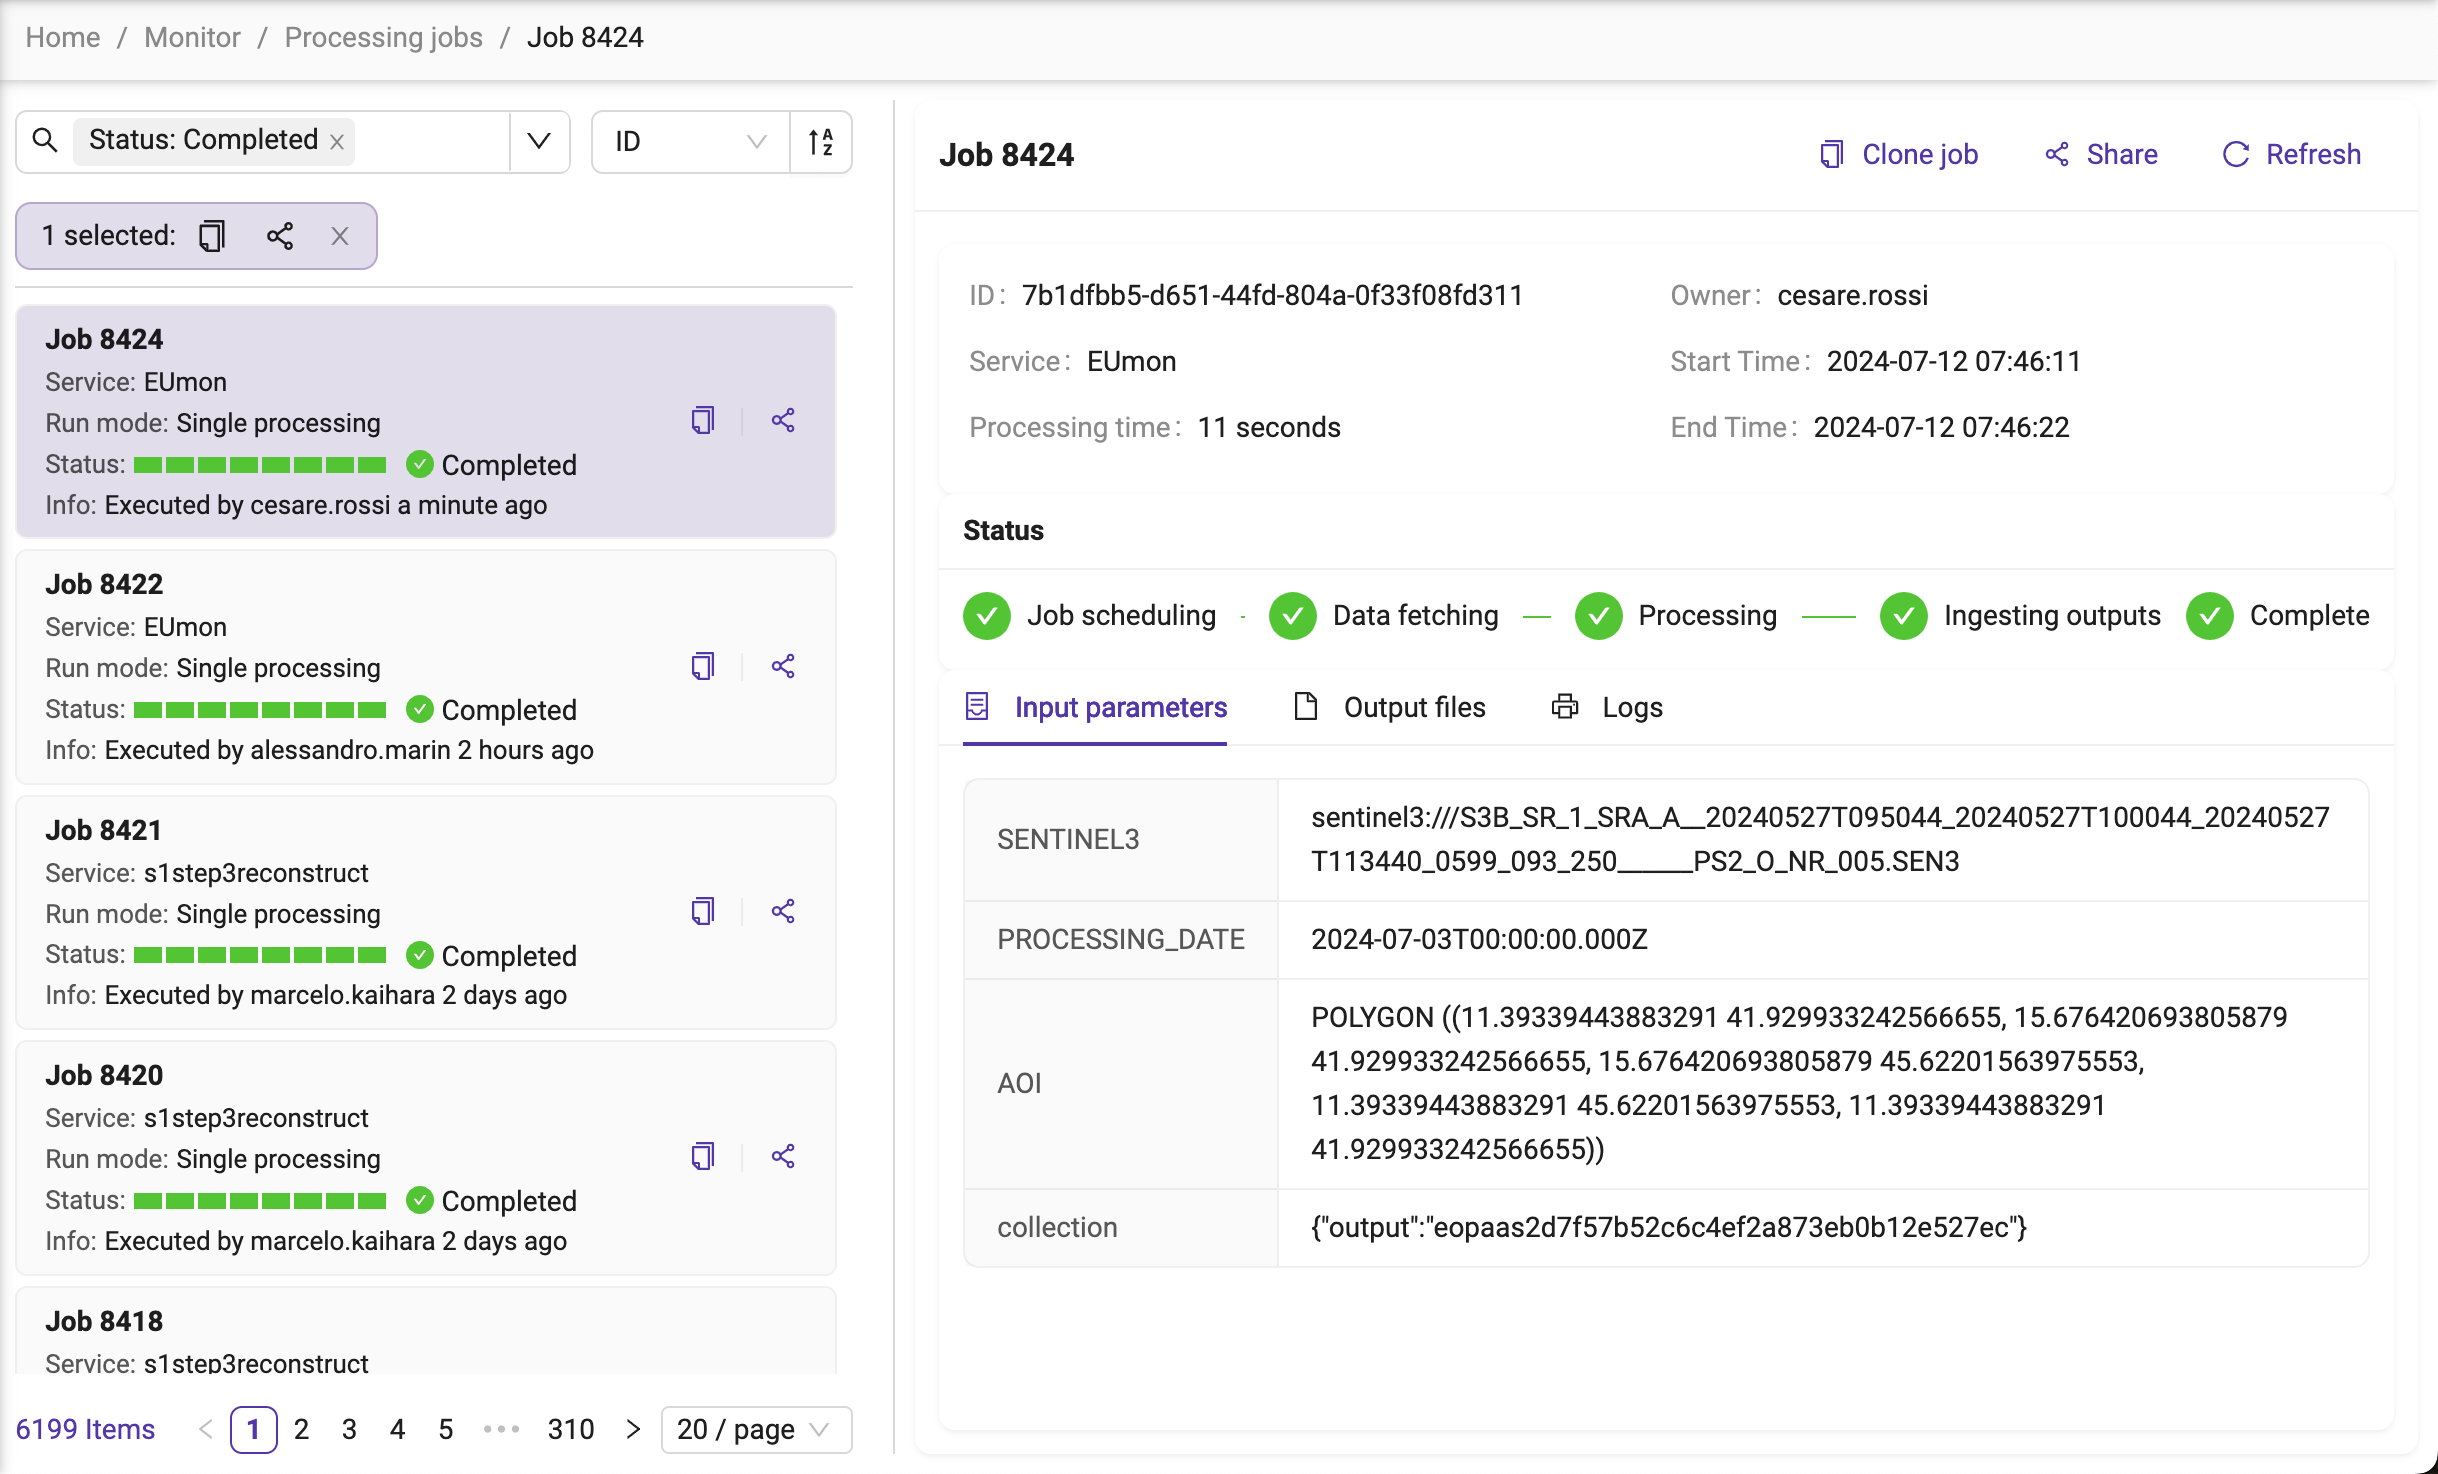 Home / Monitor / Processing jobs / Job 8424
Status: Completed
ID
1 selected:
Job 8424
Service: EUmon
Run mode: Single processing
Status: Completed
Info: Executed by cesare.rossi a minute ago
Job 8422
Service: EUmon
Run mode: Single processing
Status: Completed
Info: Executed by alessandro.marin 2 hours ago
Job 8421
Service: s1step3reconstruct
Run mode: Single processing
Status: Completed
Info: Executed by marcelo.kaihara 2 days ago
Job 8420
Service: s1step3reconstruct
Run mode: Single processing
Status: Completed
Info: Executed by marcelo.kaihara 2 days ago
Job 8418
Service: s1step3reconstruct
6199 Items < 1 2 3 4 5 ••• 310 > 20 / page
Job 8424
Clone job
Share
Refresh
ID: 7b1dfbb5-d651-44fd-804a-0f33f08fd311
Owner: cesare.rossi
Service: EUmon
Start Time: 2024-07-12 07:46:11
Processing time: 11 seconds
End Time: 2024-07-12 07:46:22
Status
Job scheduling
Data fetching
Processing
Ingesting outputs
Complete
Input parameters
Output files
Logs
SENTINEL3
sentinel3:///S3B_SR_1_SRA_A__20240527T095044_20240527T100044_20240527
T113440_0599_093_250______PS2_O_NR_005.SEN3
PROCESSING_DATE
2024-07-03T00:00:00.000Z
AOI
POLYGON ((11.39339443883291 41.929933242566655, 15.676420693805879
41.929933242566655, 15.676420693805879 45.62201563975553,
11.39339443883291 45.62201563975553, 11.39339443883291
41.929933242566655))
collection
{"output":"eopaas2d7f57b52c6c4ef2a873eb0b12e527ec"}